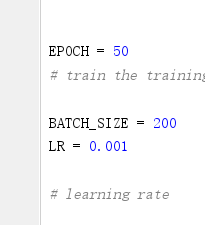 EPOCH = 50
# train the training
BATCH_SIZE = 200
LR = 0.001
# learning rate